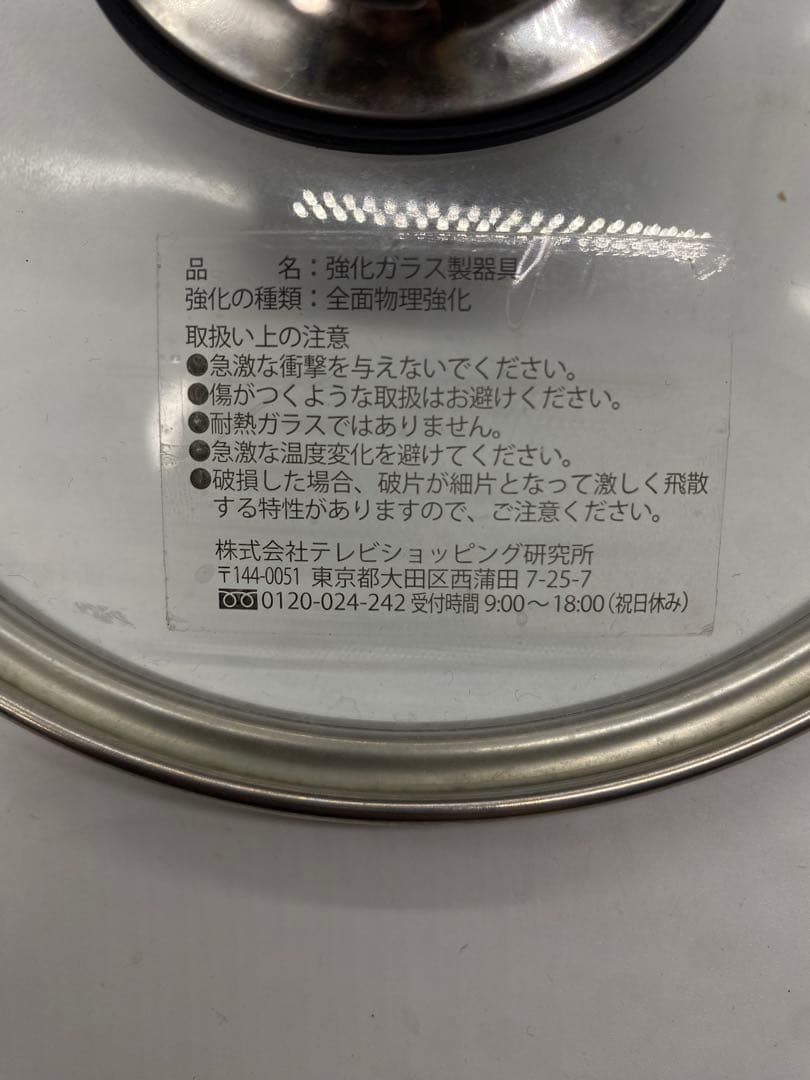 品　　名：強化ガラス製器具
強化の種類：全面物理強化
取扱い上の注意
●急激な衝撃を与えないでください。
●傷がつくような取扱はお避けください。
●耐熱ガラスではありません。
●急激な温度変化を避けてください。
●破損した場合、破片が細片となって激しく飛散
する特性がありますので、ご注意ください。
株式会社テレビショッピング研究所
〒144-0051 東京都大田区西蒲田 7-25-7
0120-024-242 受付時間 9:00～18:00（祝日休み）